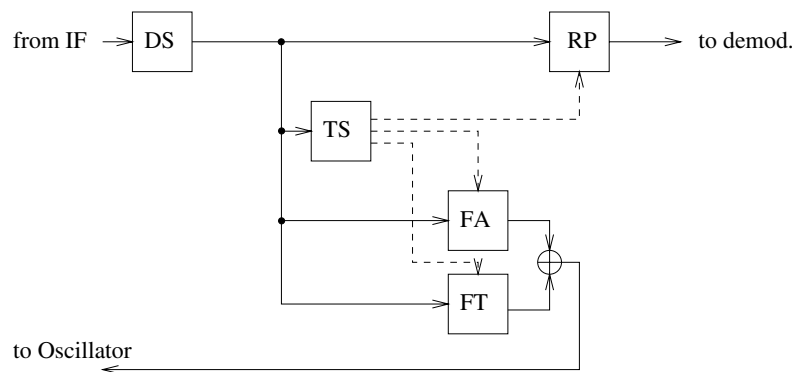 from IF
DS
RP
to demod.
TS
FA
FT
to Oscillator